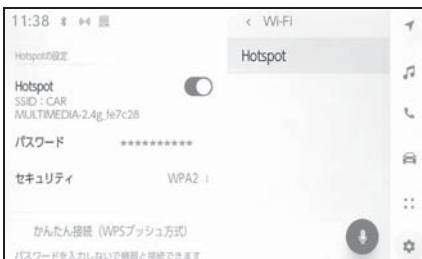 11:38
Wi-Fi
Hotspotの設定
Hotspot
Hotspot
SSID：CAR
MULTIMEDIA-2.4g_fe7c28
パスワード **********
セキュリティ WPA2
かんたん接続（WPSプッシュ方式）
パスワードを入力しないで機器と接続できます